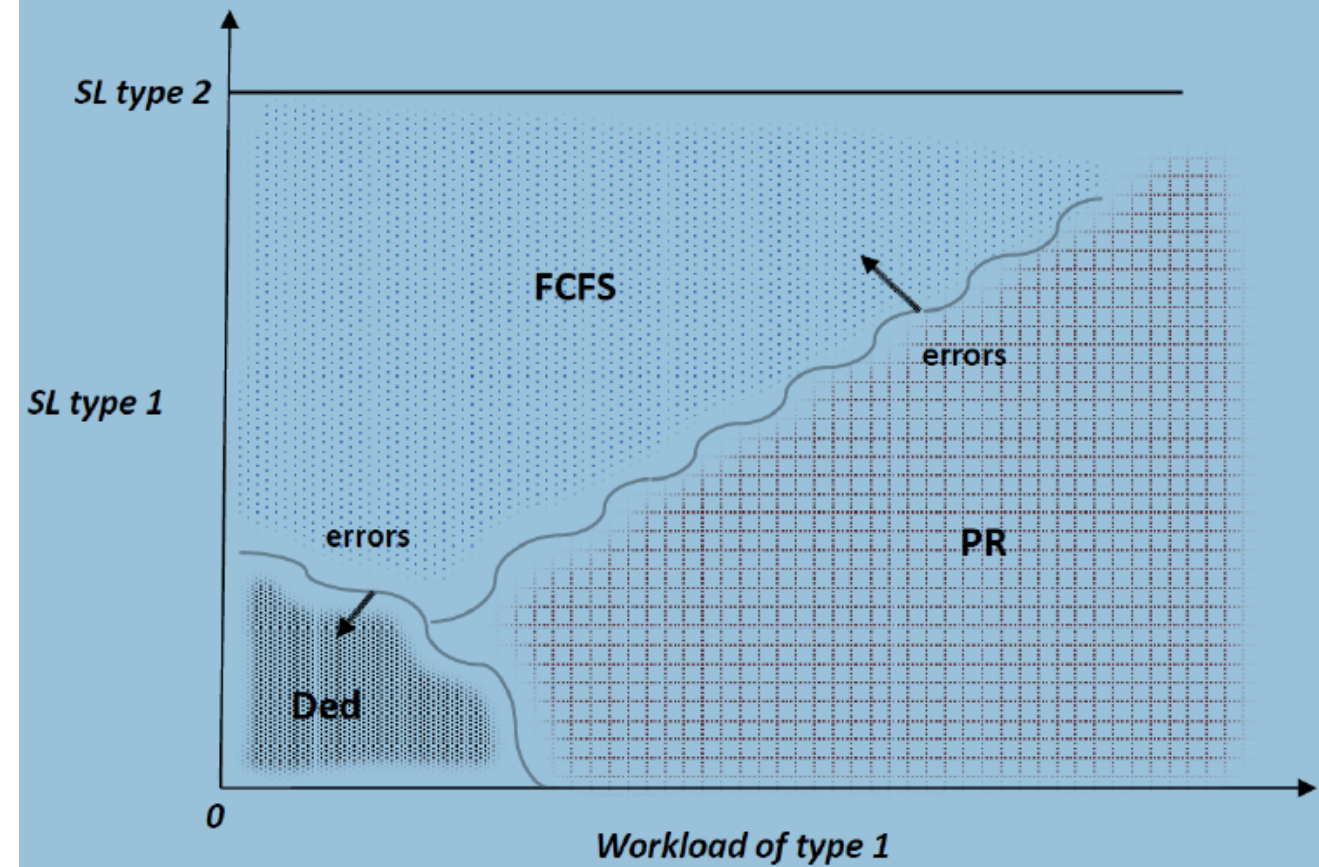 SL type 2
FCFS
errors
SL type 1
errors
PR
Ded
0
Workload of type 1